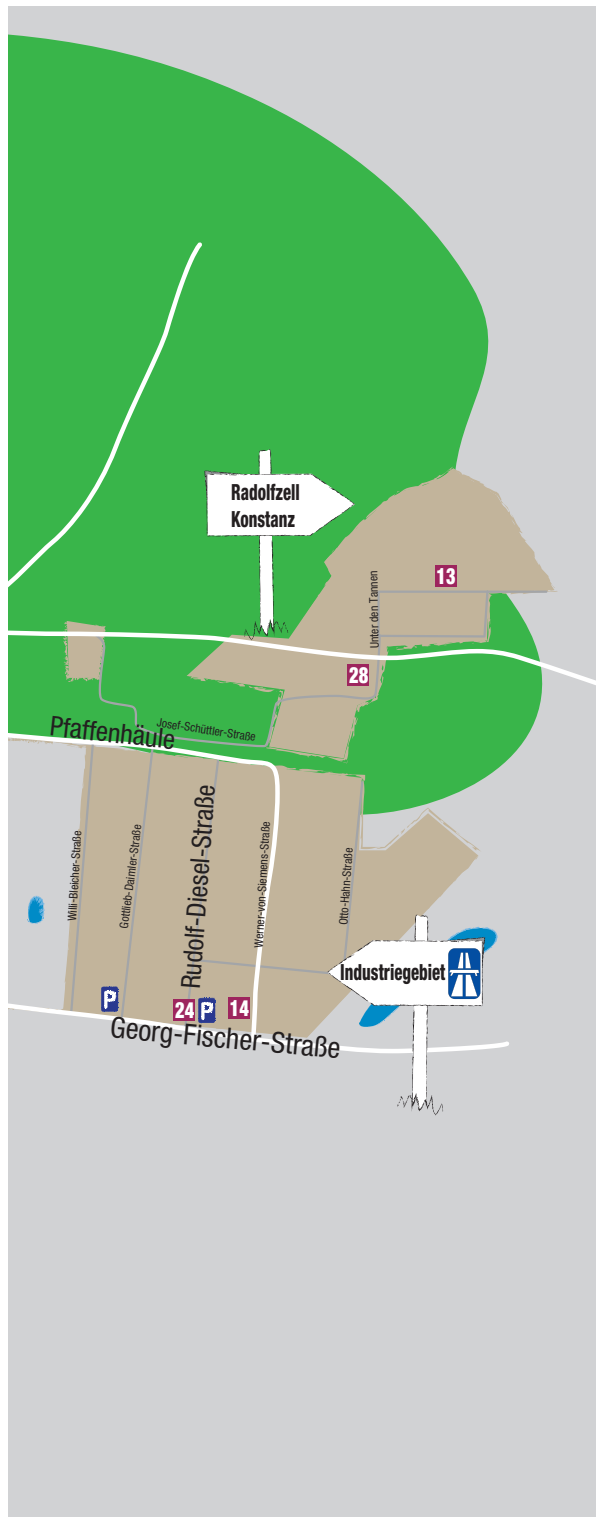 Radolfzell
Konstanz
13
Unter den Tannen
28
Josef-Schüttler-Straße
Pfaffenhäule
Willi-Bleicher-Straße
Gottlieb-Daimler-Straße
Rudolf-Diesel-Straße
Werner-von-Siemens-Straße
Otto-Hahn-Straße
Industriegebiet
P
24
P
14
Georg-Fischer-Straße